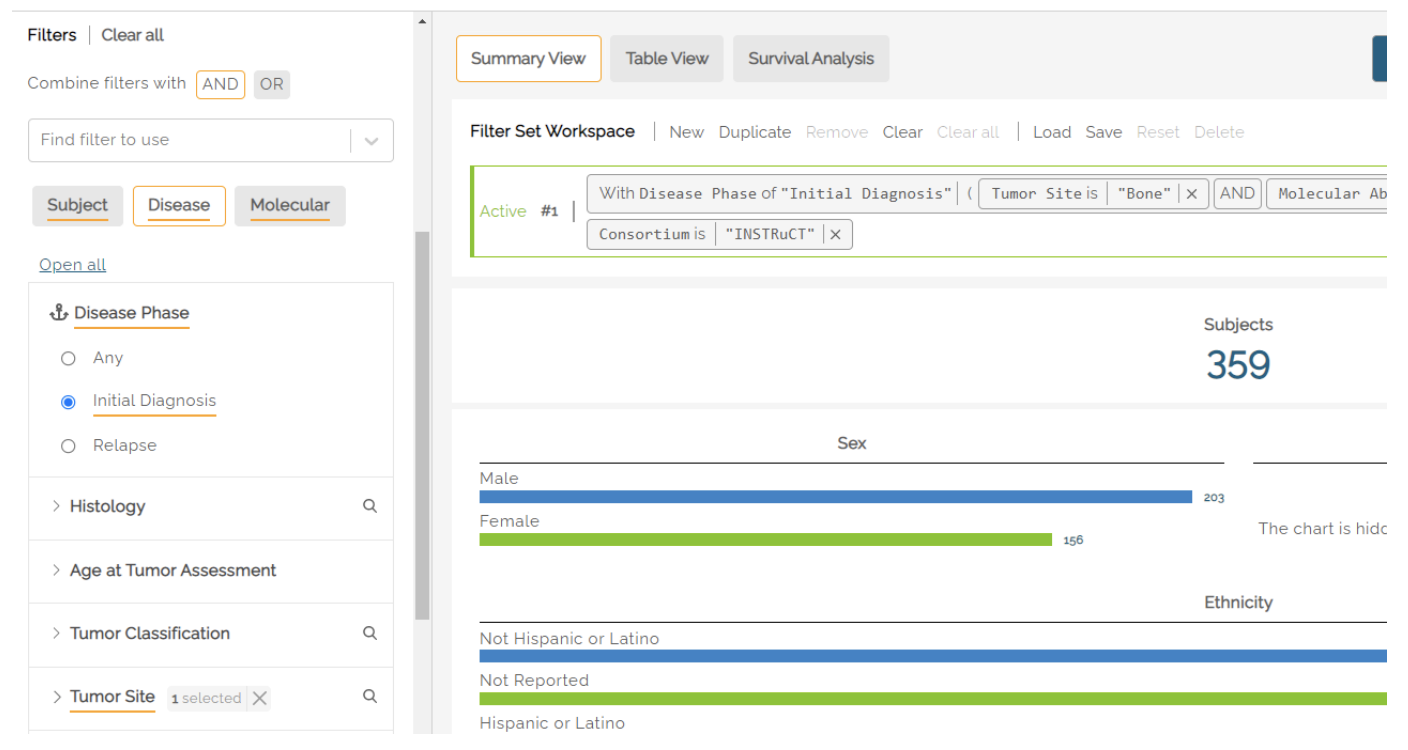 Filters | Clear all
Combine filters with AND OR
Find filter to use
Subject Disease Molecular
Open all
Disease Phase
Any
Initial Diagnosis
Relapse
Histology
Age at Tumor Assessment
Tumor Classification
Tumor Site 1 selected
Summary View Table View Survival Analysis
Filter Set Workspace | New Duplicate Remove Clear Clear all | Load Save Reset Delete
Active #1 | With Disease Phase of "Initial Diagnosis" | ( Tumor Site is | "Bone" | × AND Molecular Ab
Consortium is | "INSTRuCT" | ×
Subjects
359
Sex
Male
203
Female
156
The chart is hidd
Ethnicity
Not Hispanic or Latino
Not Reported
Hispanic or Latino